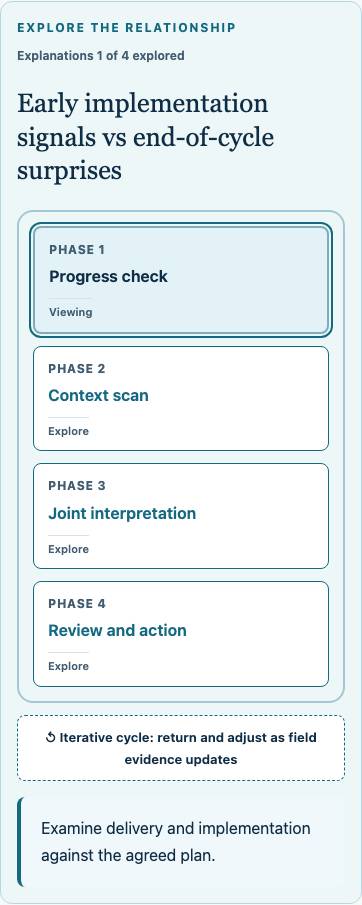 EXPLORE THE RELATIONSHIP
Explanations 1 of 4 explored
Early implementation
signals vs end-of-cycle
surprises
PHASE 1
Progress check
Viewing
PHASE 2
Context scan
Explore
PHASE 3
Joint interpretation
Explore
PHASE 4
Review and action
Explore
↺ Iterative cycle: return and adjust as field
evidence updates
Examine delivery and implementation
against the agreed plan.